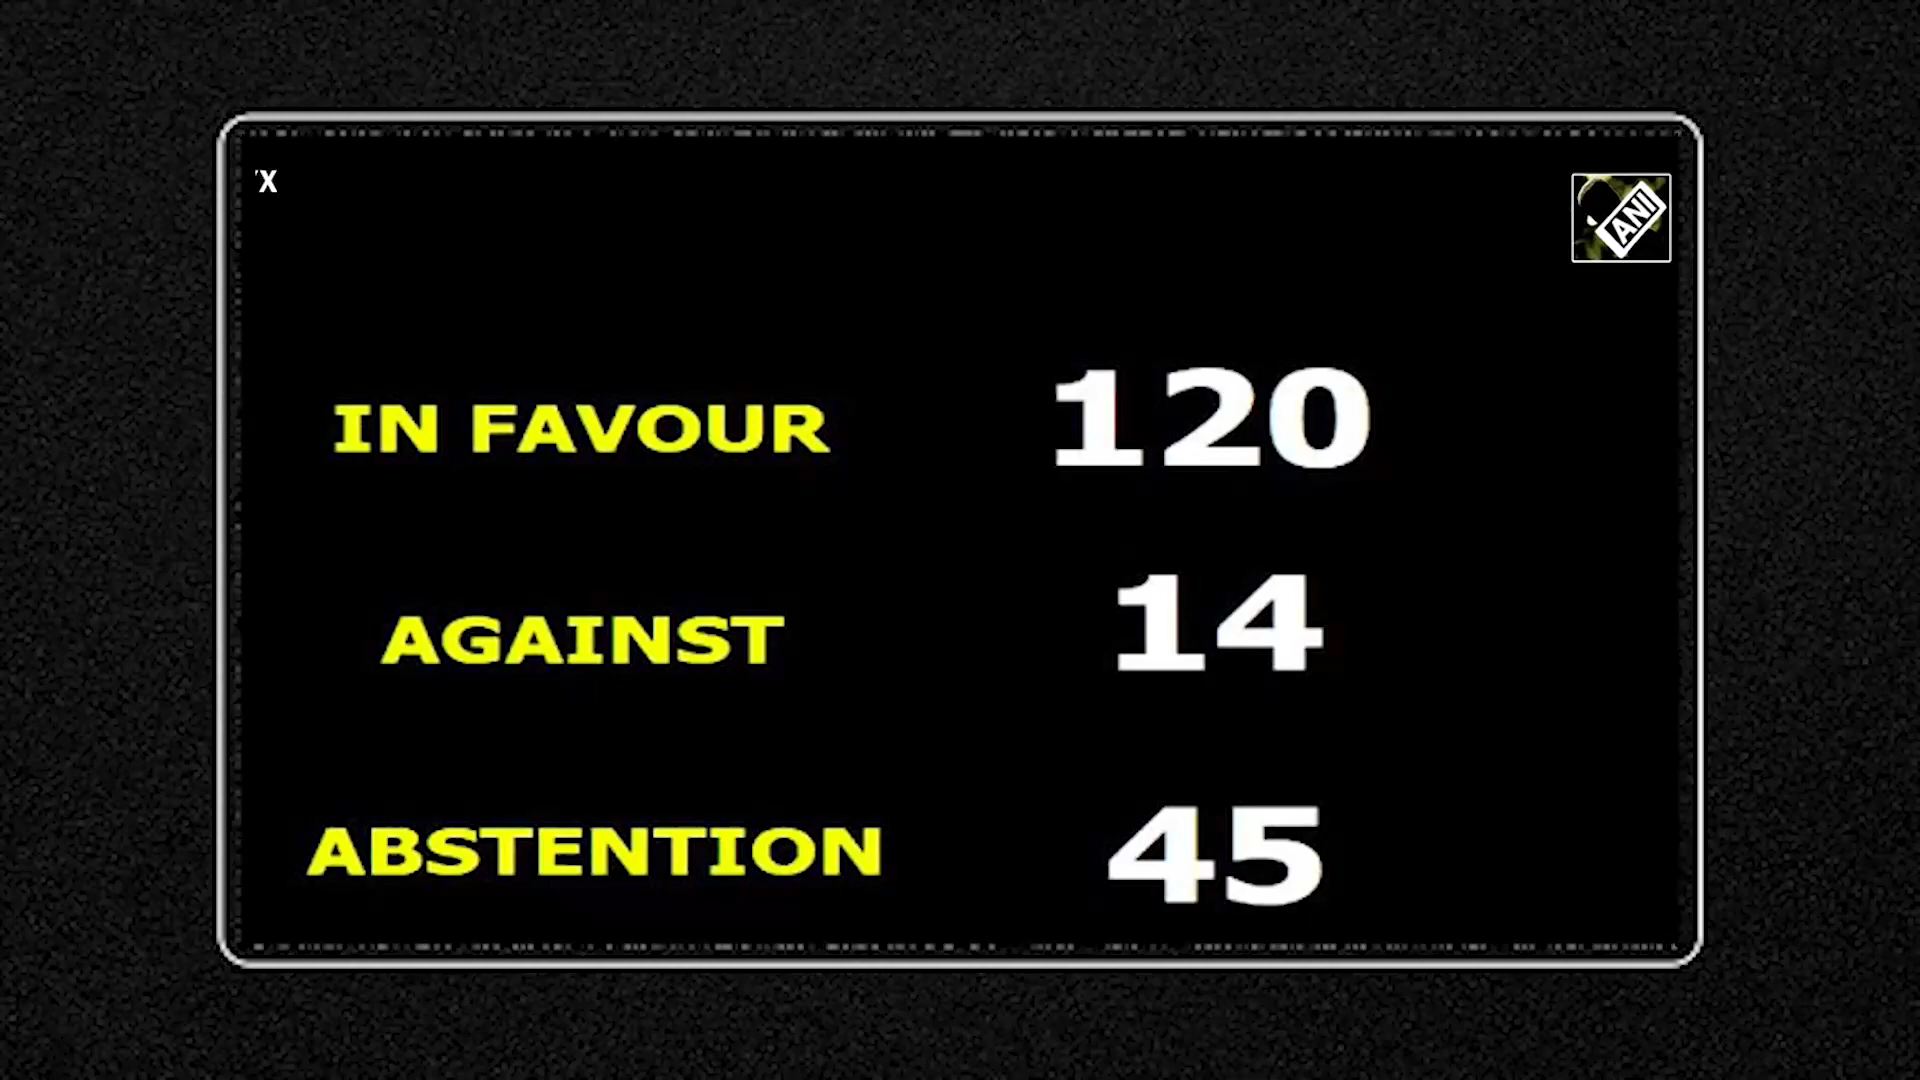 X
ANI
IN FAVOUR 120
AGAINST 14
ABSTENTION 45